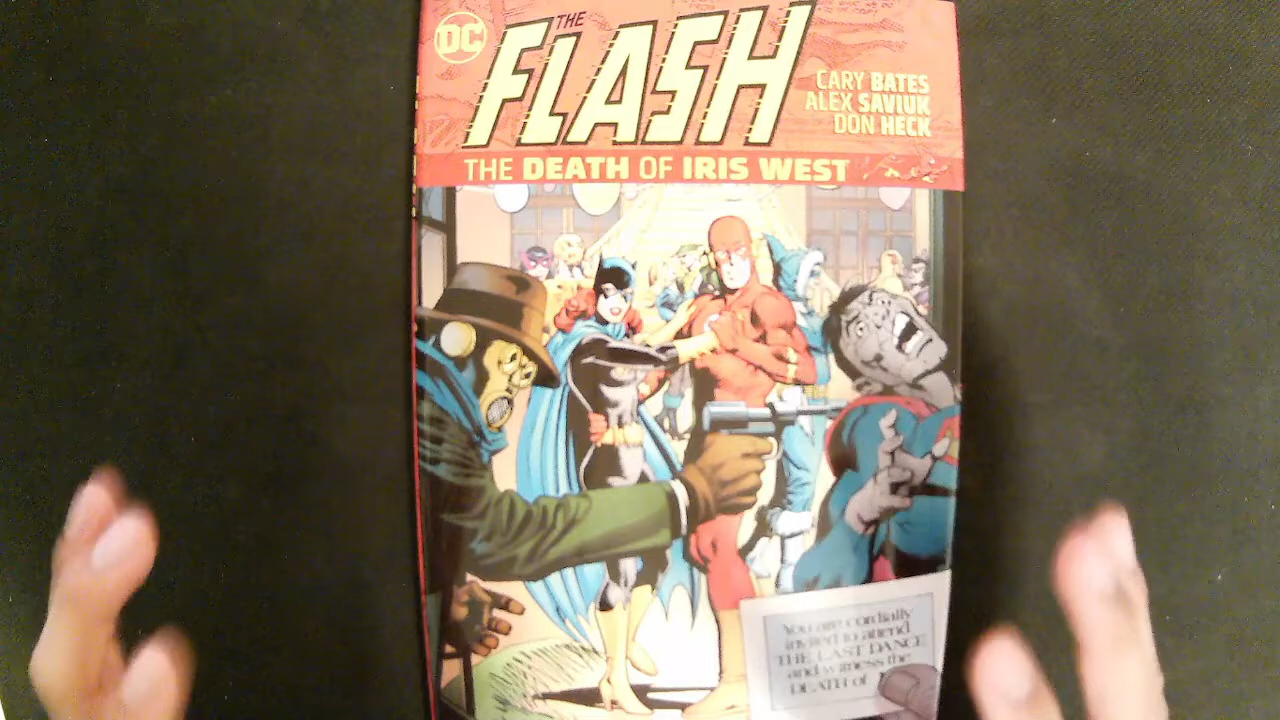 DC
THE
FLASH
CARY BATES
ALEX SAVIUK
DON HECK
THE DEATH OF IRIS WEST
You are cordially
invited to attend
THE LAST DANCE
and witness the
DEATH of